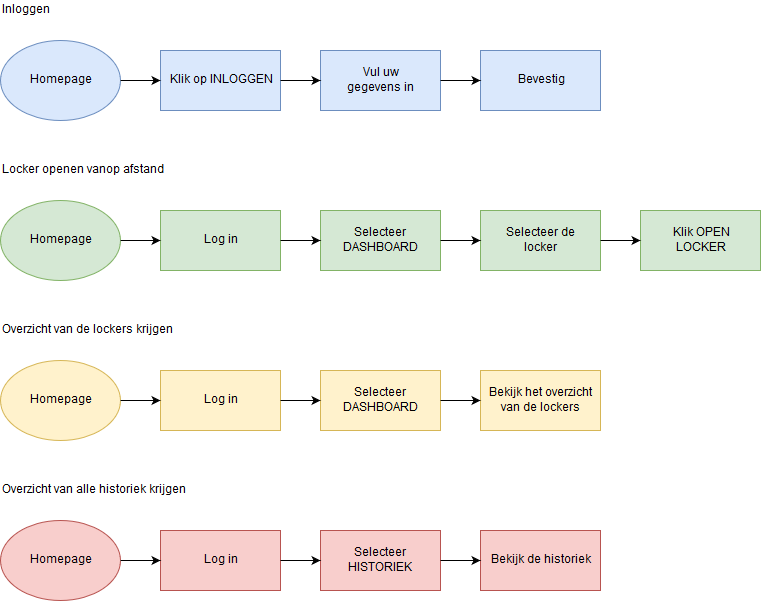 Inloggen
Homepage
Klik op INLOGGEN
Vul uw
gegevens in
Bevestig
Locker openen vanop afstand
Homepage
Log in
Selecteer
DASHBOARD
Selecteer de
locker
Klik OPEN
LOCKER
Overzicht van de lockers krijgen
Homepage
Log in
Selecteer
DASHBOARD
Bekijk het overzicht
van de lockers
Overzicht van alle historiek krijgen
Homepage
Log in
Selecteer
HISTORIEK
Bekijk de historiek